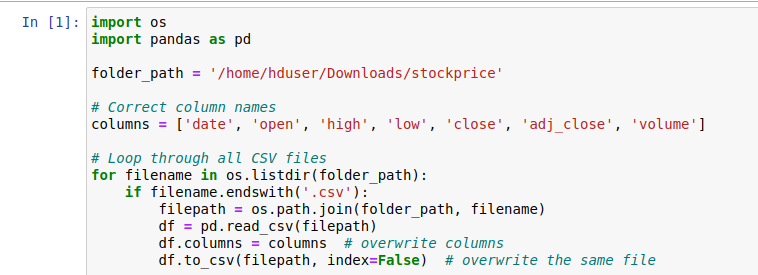 In [1]: import os
import pandas as pd
folder_path = '/home/hduser/Downloads/stockprice'
# Correct column names
columns = ['date', 'open', 'high', 'low', 'close', 'adj_close', 'volume']
# Loop through all CSV files
for filename in os.listdir(folder_path):
    if filename.endswith('.csv'):
        filepath = os.path.join(folder_path, filename)
        df = pd.read_csv(filepath)
        df.columns = columns  # overwrite columns
        df.to_csv(filepath, index=False)  # overwrite the same file